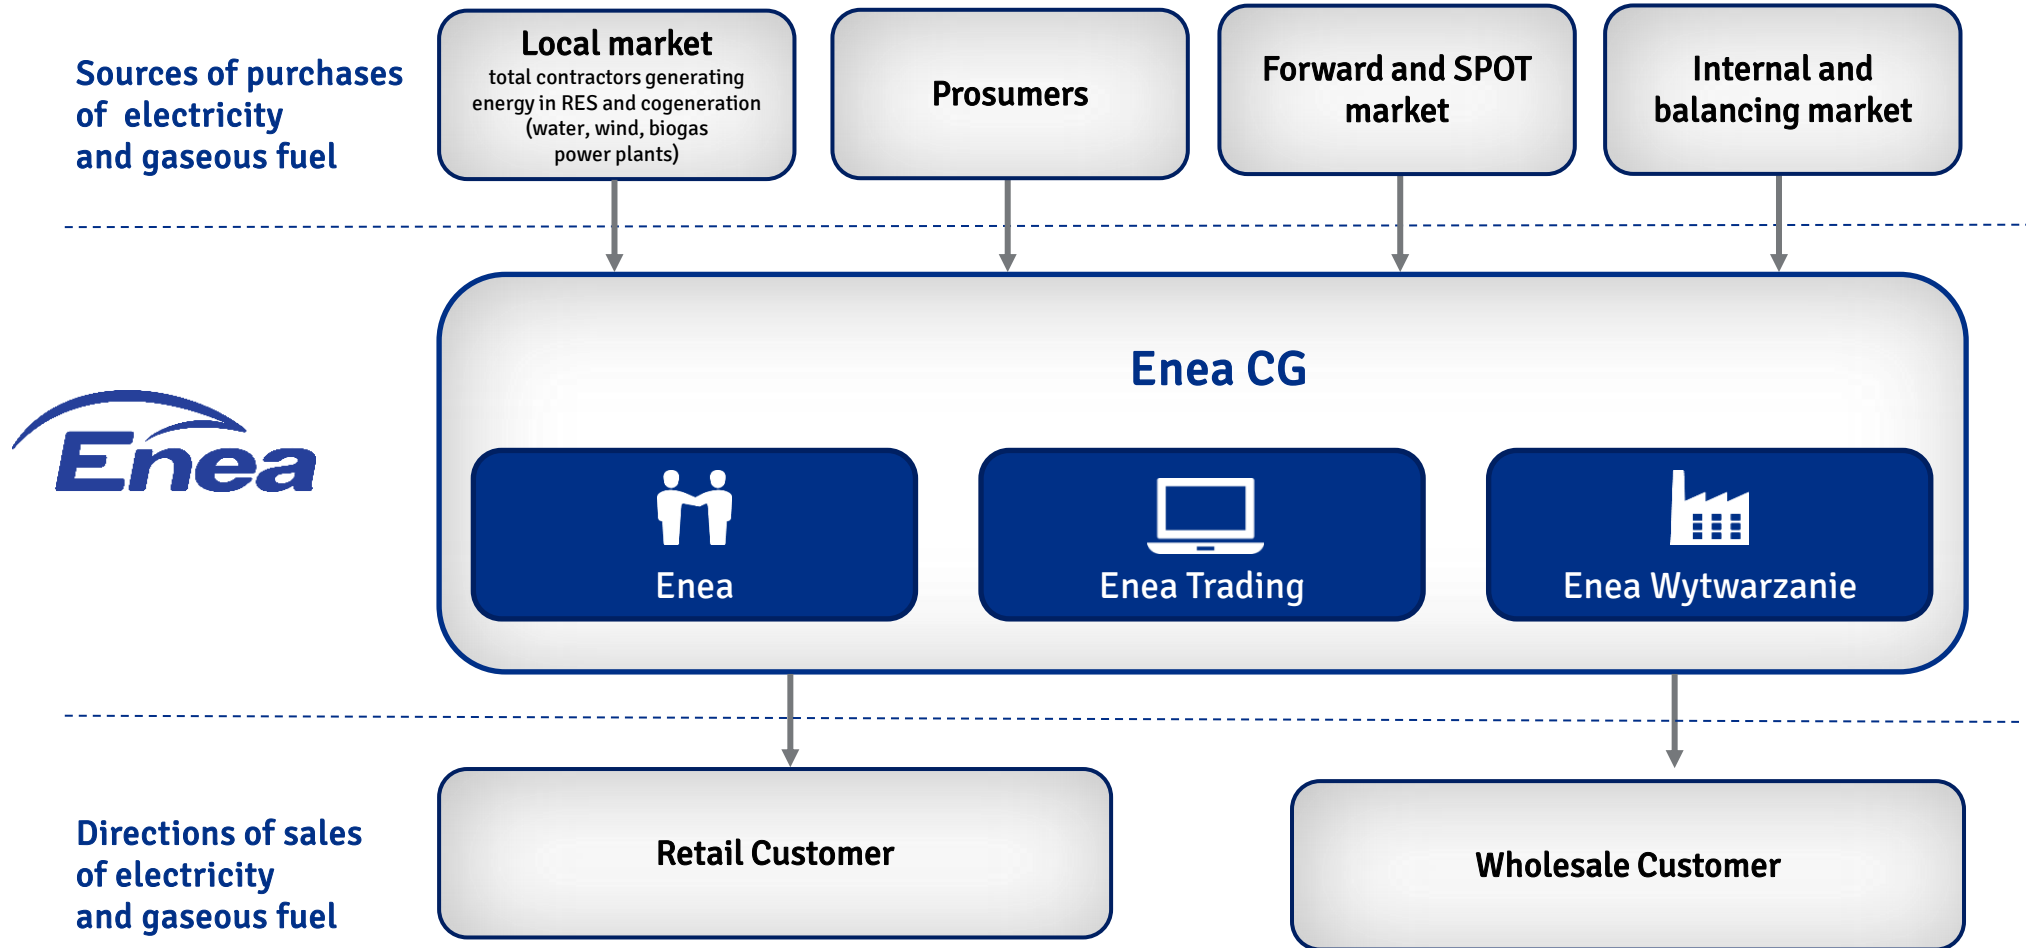 Sources of purchases
of electricity
and gaseous fuel
Local market
total contractors generating
energy in RES and cogeneration
(water, wind, biogas
power plants)
Prosumers
Forward and SPOT
market
Internal and
balancing market
Enea
Enea CG
Enea
Enea Trading
Enea Wytwarzanie
Directions of sales
of electricity
and gaseous fuel
Retail Customer
Wholesale Customer